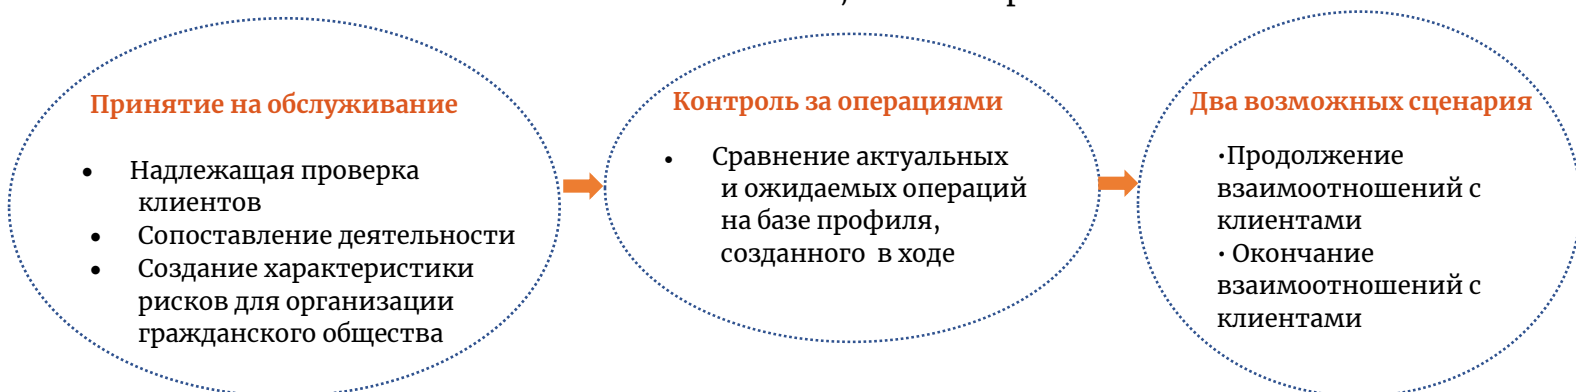 Принятие на обслуживание
• Надлежащая проверка
клиентов
• Сопоставление деятельности
• Создание характеристики
рисков для организации
гражданского общества
Контроль за операциями
• Сравнение актуальных
и ожидаемых операций
на базе профиля,
созданного в ходе
Два возможных сценария
·Продолжение
взаимоотношений с
клиентами
· Окончание
взаимоотношений с
клиентами